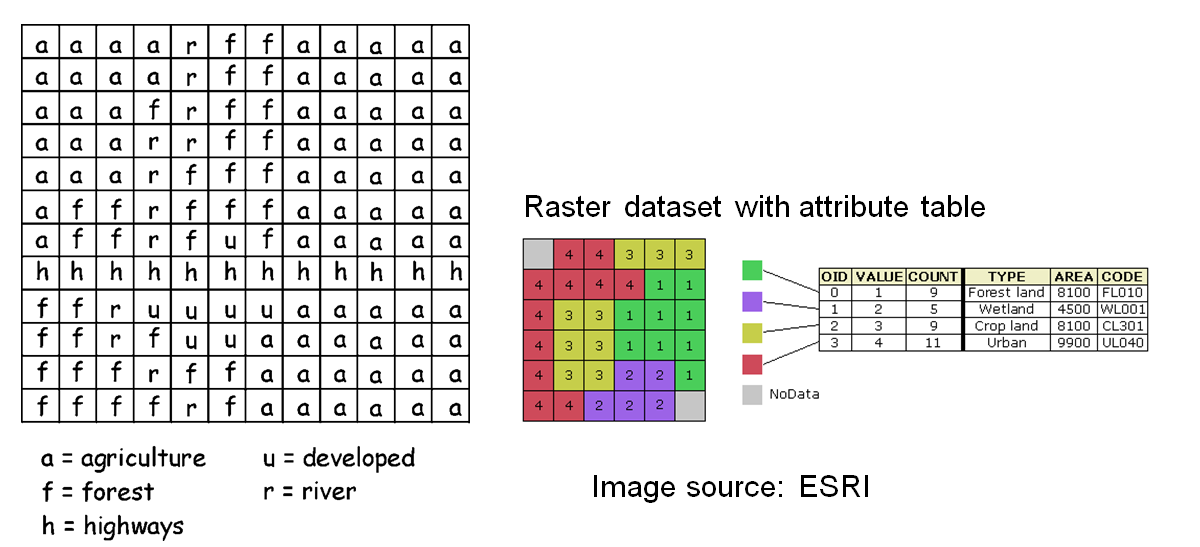 a a a a r f f a a a a a
a a a a r f f a a a a a
a a a f r f f a a a a a
a a a r r f f a a a a a
a a a r f f f a a a a a
a f f r f f f a a a a a
a f f r f u f a a a a a
h h h h h h h h h h h h
f f r u u u u a a a a a
f f r f u u a a a a a a
f f f r f f a a a a a a
f f f f r f a a a a a a
a = agriculture u = developed
f = forest r = river
h = highways
Raster dataset with attribute table
4 4 3 3 3
4 4 4 4 1 1
4 3 3 1 1 1
4 3 3 1 1 1
4 3 3 2 2 1
4 4 2 2 2
NoData
OID VALUE COUNT TYPE AREA CODE
0 1 9 Forest land 8100 FL010
1 2 5 Wetland 4500 WL001
2 3 9 Crop land 8100 CL301
3 4 11 Urban 9900 UL040
Image source: ESRI